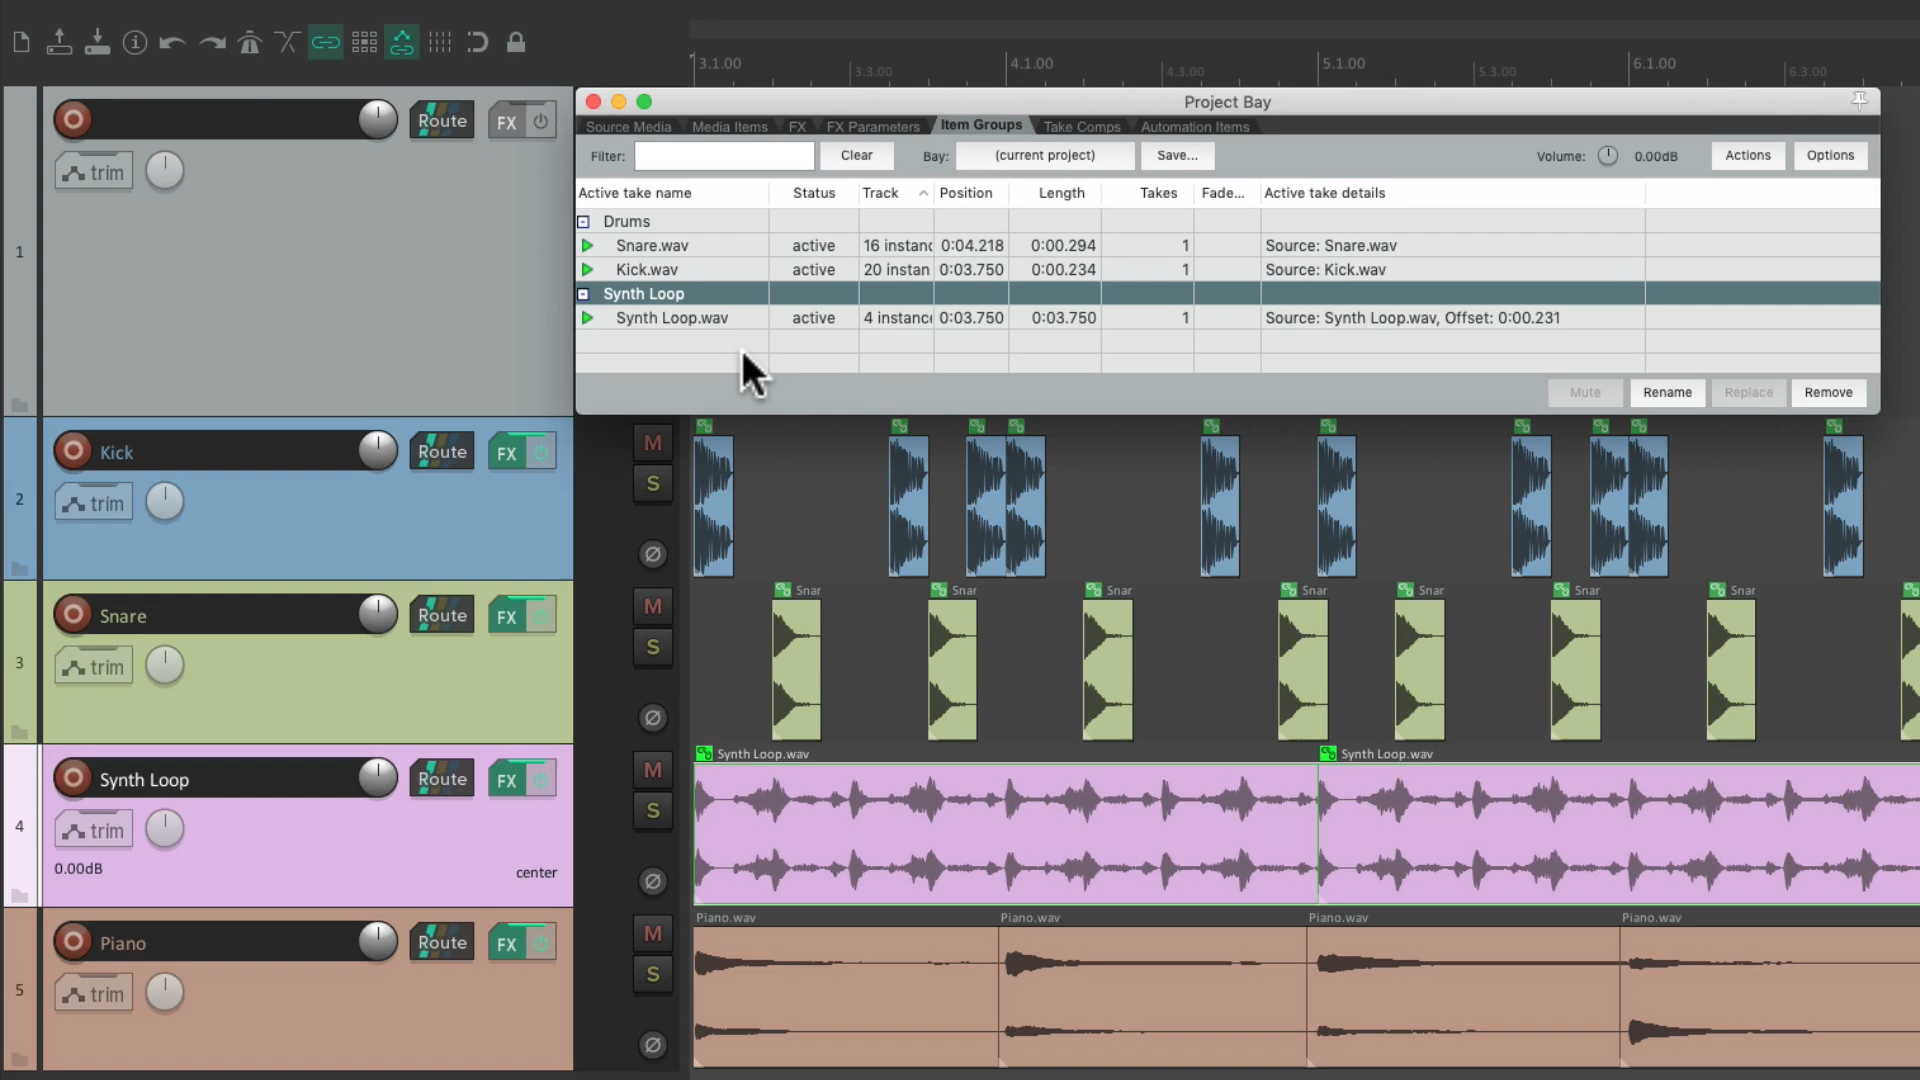 3.1.00 3.3.00 4.1.00 4.3.00 5.1.00 5.3.00 6.1.00 6.3.00
Project Bay
Source Media Media Items FX FX Parameters Item Groups Take Comps Automation Items
Filter: Clear Bay: (current project) Save... Volume: 0.00dB Actions Options
Active take name Status Track Position Length Takes Fade... Active take details
Drums
Snare.wav active 16 instanc 0:04.218 0:00.294 1 Source: Snare.wav
Kick.wav active 20 instan 0:03.750 0:00.234 1 Source: Kick.wav
Synth Loop
Synth Loop.wav active 4 instance 0:03.750 0:03.750 1 Source: Synth Loop.wav, Offset: 0:00.231
Mute Rename Replace Remove
1 Route FX
trim
2 Kick Route FX M
trim S
3 Snare Route FX M
trim S
Snar Snar Snar Snar Snar Snar Snar
4 Synth Loop Route FX M
trim S
0.00dB center
Synth Loop.wav Synth Loop.wav
5 Piano Route FX M
trim S
Piano.wav Piano.wav Piano.wav Piano.wav